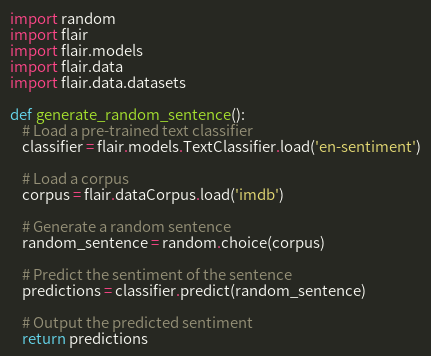 import random
import flair
import flair.models
import flair.data
import flair.data.datasets
def generate_random_sentence():
# Load a pre-trained text classifier
classifier = flair.models.TextClassifier.load('en-sentiment')
# Load a corpus
corpus = flair.dataCorpus.load('imdb')
# Generate a random sentence
random_sentence = random.choice(corpus)
# Predict the sentiment of the sentence
predictions = classifier.predict(random_sentence)
# Output the predicted sentiment
return predictions